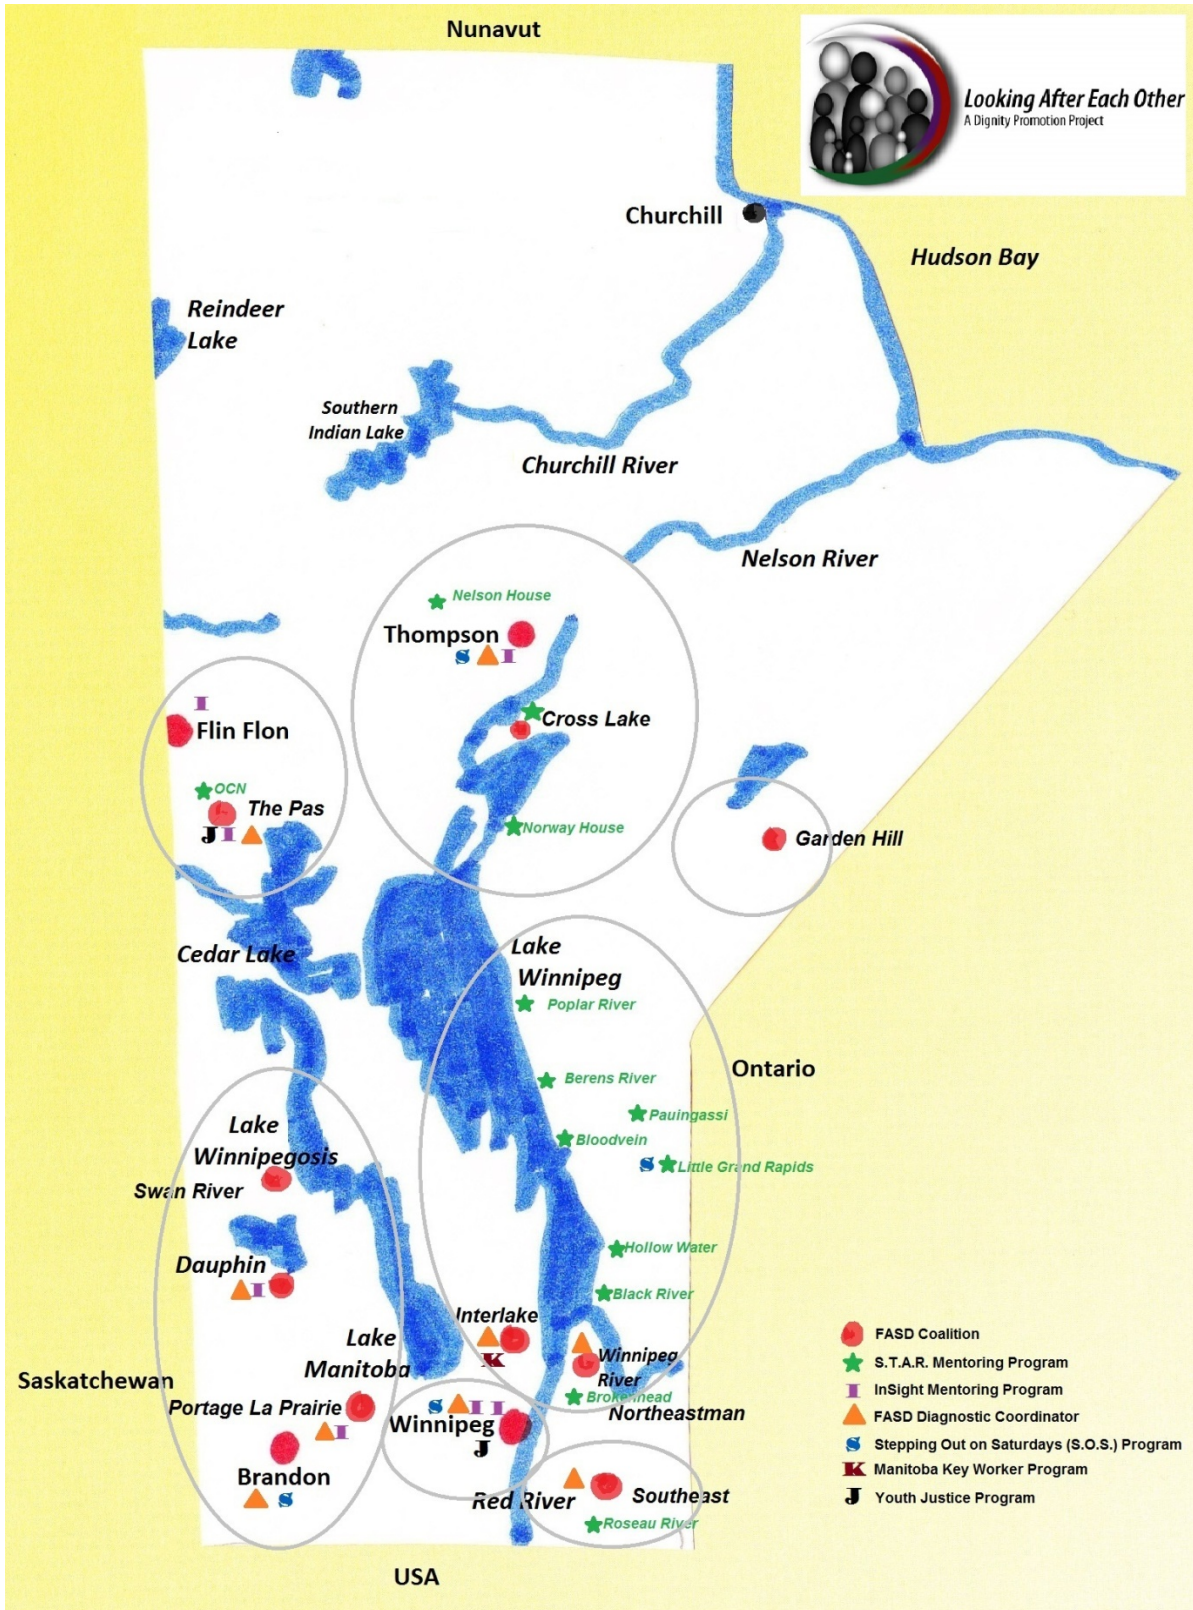 Nunavut
Looking After Each Other
A Dignity Promotion Project
Churchill
Hudson Bay
Reindeer
Lake
Southern
Indian Lake
Churchill River
Nelson River
Nelson House
Thompson
S I
I
Flin Flon
Cross Lake
OCN
The Pas
J I
Norway House
Garden Hill
Cedar Lake
Lake
Winnipeg
Poplar River
Ontario
Berens River
Pauingassi
Bloodvein
Lake
Winnipegosis
S Little Grand Rapids
Swan River
Hollow Water
Dauphin
I
Black River
Interlake
K
Winnipeg
River
Lake
Manitoba
Saskatchewan
Brokenhead
Northeastman
Portage La Prairie
I
S I I
Winnipeg
J
Brandon
S
Red River
Southeast
Roseau River
USA
FASD Coalition
S.T.A.R. Mentoring Program
I InSight Mentoring Program
FASD Diagnostic Coordinator
S Stepping Out on Saturdays (S.O.S.) Program
K Manitoba Key Worker Program
J Youth Justice Program